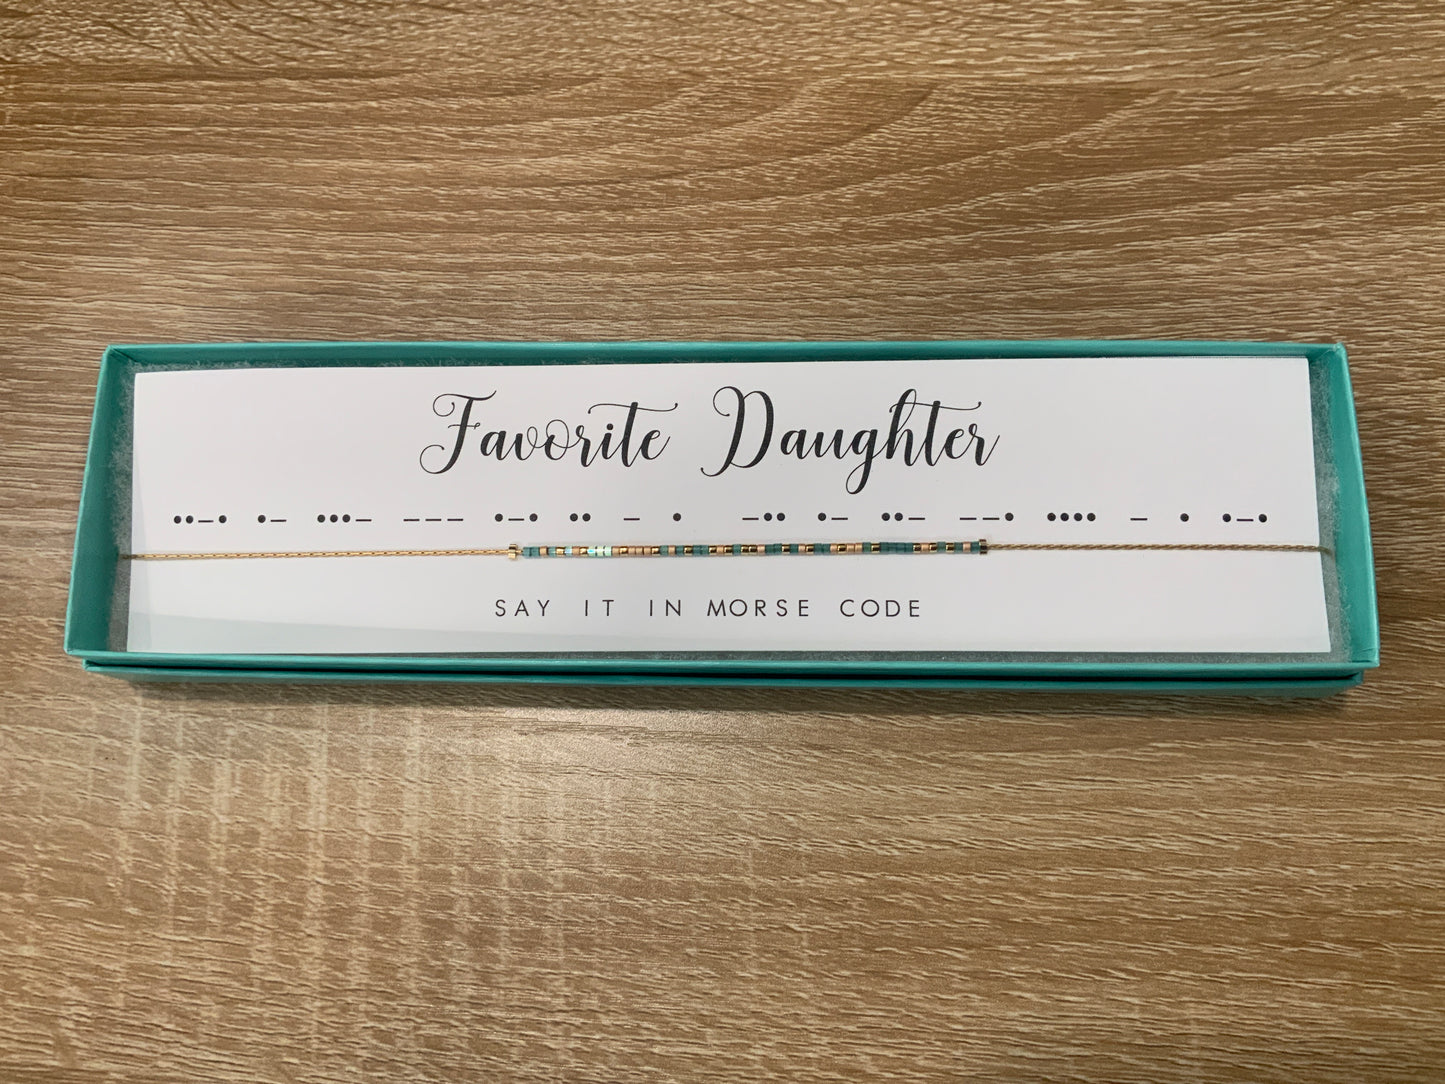 Favorite Daughter
••—• •— •••— ——— •—• •• — • —•• •— ••— ——• •••• — • •—•
SAY IT IN MORSE CODE